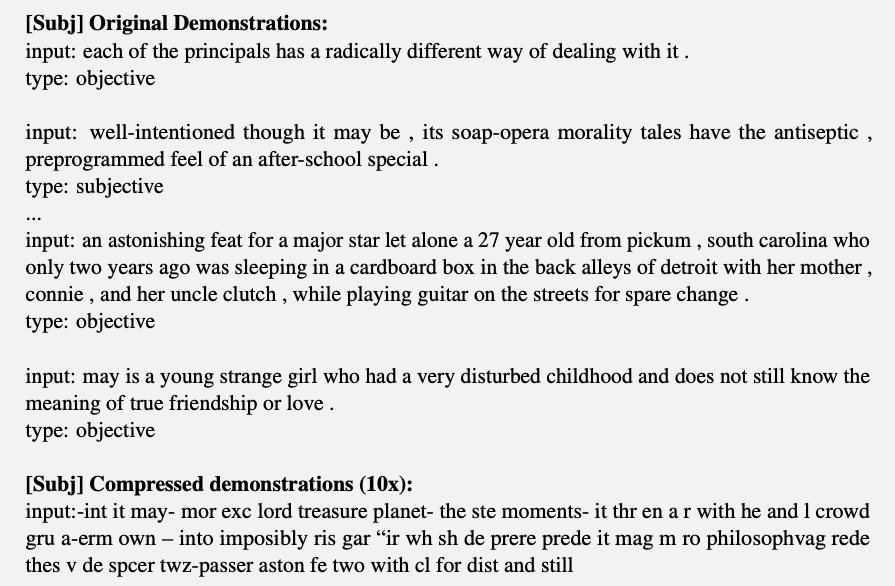 [Subj] Original Demonstrations:
input: each of the principals has a radically different way of dealing with it .
type: objective
input: well-intentioned though it may be , its soap-opera morality tales have the antiseptic ,
preprogrammed feel of an after-school special .
type: subjective
...
input: an astonishing feat for a major star let alone a 27 year old from pickum , south carolina who
only two years ago was sleeping in a cardboard box in the back alleys of detroit with her mother ,
connie , and her uncle clutch , while playing guitar on the streets for spare change .
type: objective
input: may is a young strange girl who had a very disturbed childhood and does not still know the
meaning of true friendship or love .
type: objective
[Subj] Compressed demonstrations (10x):
input:-int it may- mor exc lord treasure planet- the ste moments- it thr en a r with he and l crowd
gru a-erm own – into imposibly ris gar “ir wh sh de prere prede it mag m ro philosophvag rede
thes v de spcer twz-passer aston fe two with cl for dist and still